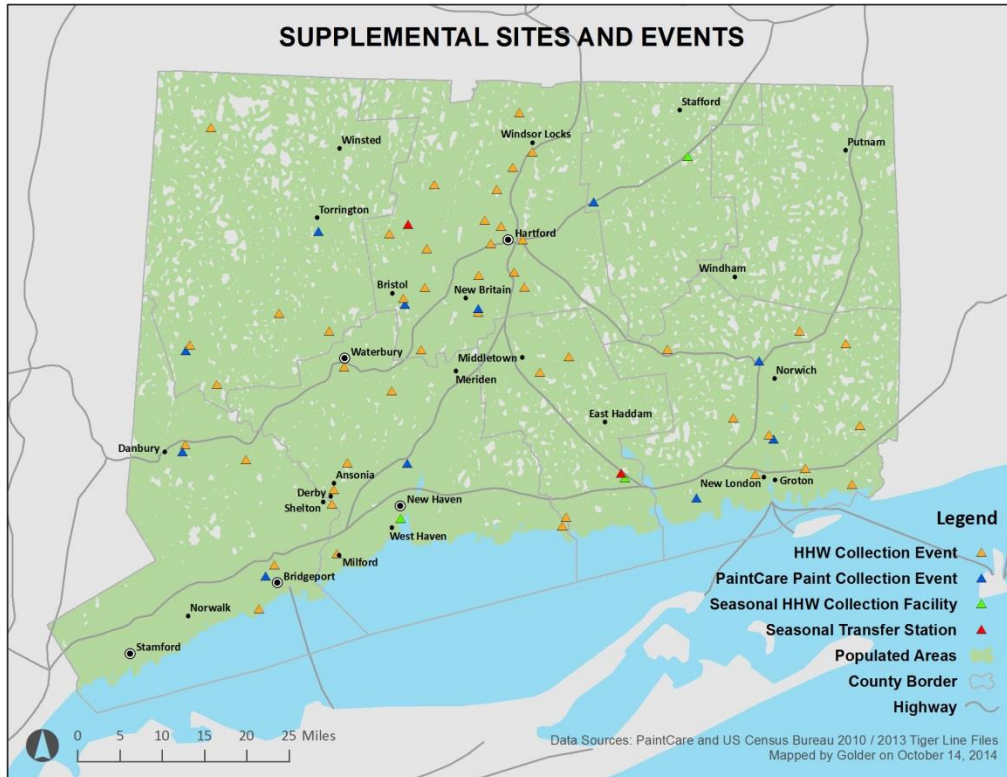 SUPPLEMENTAL SITES AND EVENTS
Stafford
Windsor Locks
Putnam
Winsted
Torrington
Hartford
Windham
Bristol
New Britain
Waterbury
Middletown
Meriden
Norwich
East Haddam
Danbury
Ansonia
Derby
Shelton
New Haven
West Haven
New London
Groton
Milford
Bridgeport
Norwalk
Stamford
Legend
HHW Collection Event
PaintCare Paint Collection Event
Seasonal HHW Collection Facility
Seasonal Transfer Station
Populated Areas
County Border
Highway
0 5 10 15 20 25 Miles
Data Sources: PaintCare and US Census Bureau 2010 / 2013 Tiger Line Files
Mapped by Golder on October 14, 2014